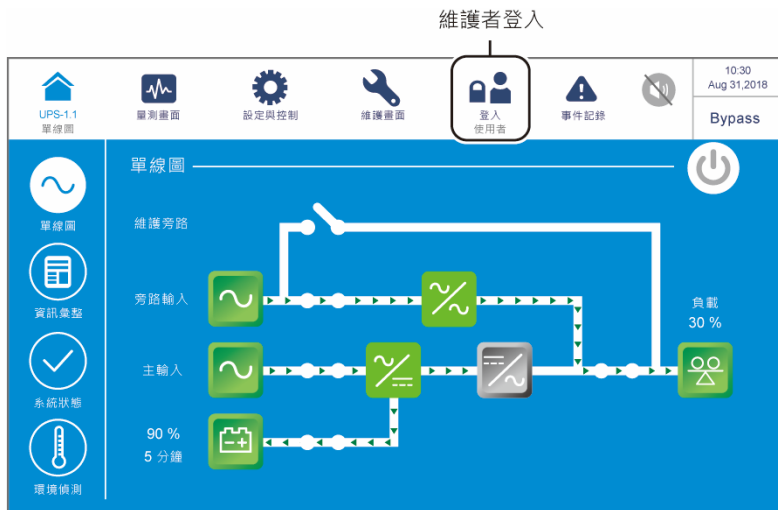 維護者登入
UPS-1.1
單線圖
量測畫面
設定與控制
維護畫面
登入
使用者
事件記錄
10:30
Aug 31,2018
Bypass
單線圖
單線圖
維護旁路
資訊彙整
旁路輸入
負載
30 %
主輸入
系統狀態
90 %
5 分鐘
環境偵測